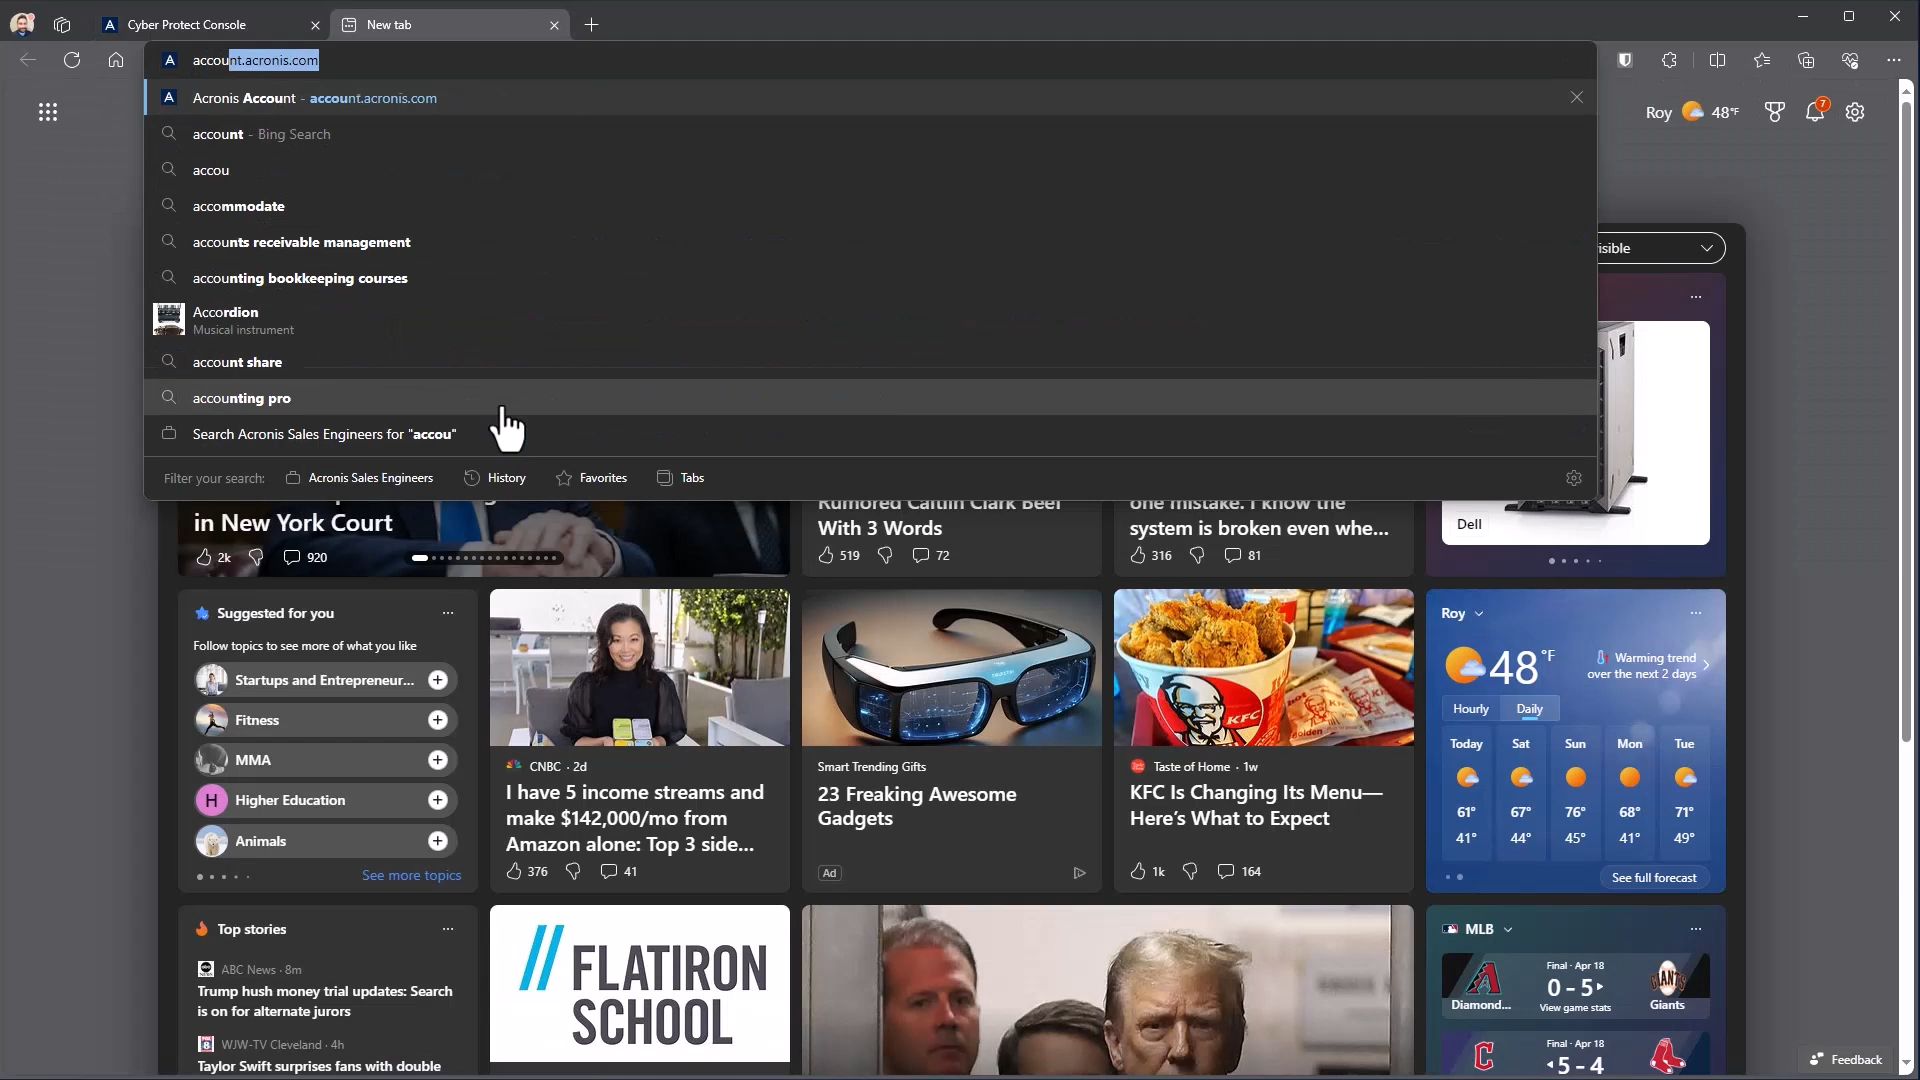 Cyber Protect Console
New tab
account.acronis.com
Acronis Account - account.acronis.com
account - Bing Search
accou
accommodate
accounts receivable management
accounting bookkeeping courses
Accordion
Musical instrument
account share
accounting pro
Search Acronis Sales Engineers for "accou"
Filter your search:
Acronis Sales Engineers
History
Favorites
Tabs
Roy
48°F
7
isible
in New York Court
2k
920
Rumored Caitlin Clark Beef
With 3 Words
519
72
one mistake. I know the
system is broken even whe...
316
81
Dell
Suggested for you
Follow topics to see more of what you like
Startups and Entrepreneur...
Fitness
MMA
H
Higher Education
Animals
See more topics
CNBC · 2d
I have 5 income streams and
make $142,000/mo from
Amazon alone: Top 3 side...
376
41
Smart Trending Gifts
23 Freaking Awesome
Gadgets
Ad
KFC
Taste of Home · 1w
KFC Is Changing Its Menu—
Here's What to Expect
1k
164
Roy
48°F
Warming trend
over the next 2 days
Hourly
Daily
Today
Sat
Sun
Mon
Tue
61°
67°
76°
68°
71°
41°
44°
45°
41°
49°
See full forecast
Top stories
ABC News · 8m
Trump hush money trial updates: Search
is on for alternate jurors
WJW-TV Cleveland · 4h
Taylor Swift surprises fans with double
FLATIRON
SCHOOL
MLB
Final · Apr 18
0 - 5
View game stats
Diamond...
Giants
Final · Apr 18
5 - 4
Feedback